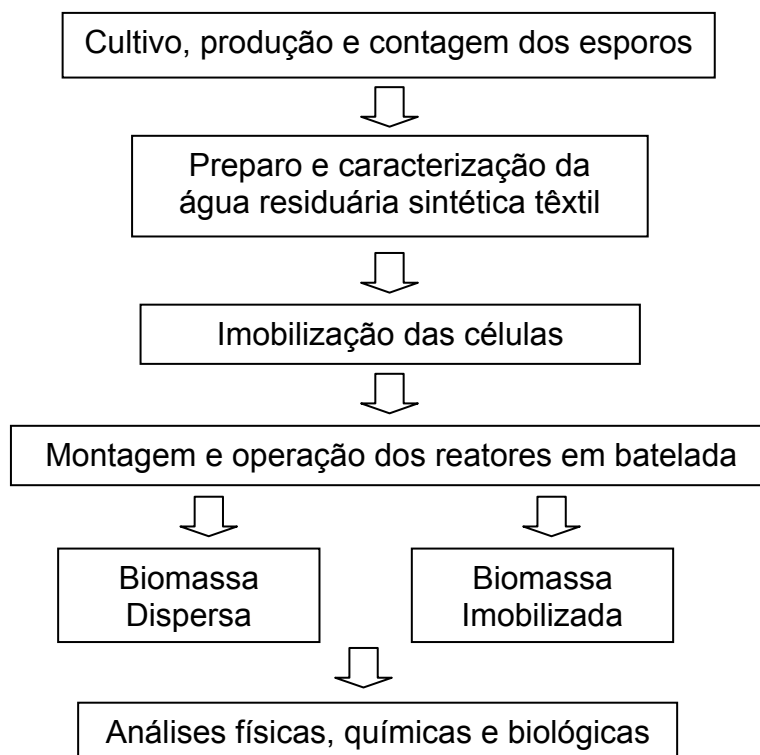 Cultivo, produção e contagem dos esporos
Preparo e caracterização da
água residuária sintética têxtil
Imobilização das células
Montagem e operação dos reatores em batelada
Biomassa
Dispersa
Biomassa
Imobilizada
Análises físicas, químicas e biológicas